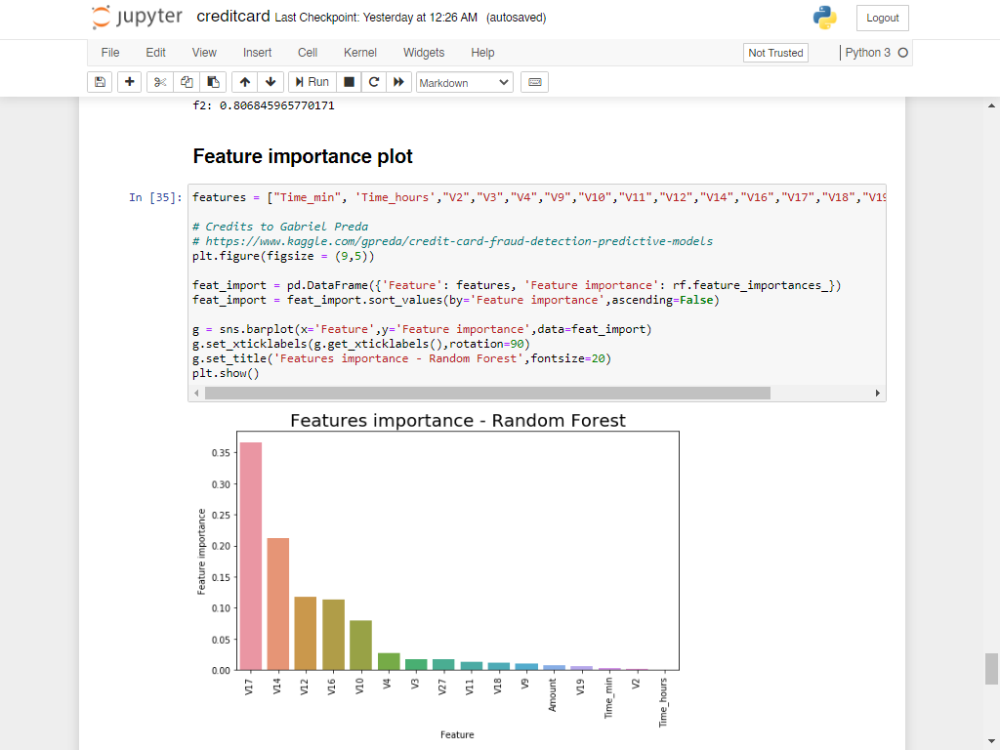 jupyter creditcard Last Checkpoint: Yesterday at 12:26 AM (autosaved)
Logout
File Edit View Insert Cell Kernel Widgets Help
Not Trusted
Python 3
Run
Markdown
f2: 0.806845965770171
Feature importance plot
In [35]:
features = ["Time_min", 'Time_hours',"V2","V3","V4","V9","V10","V11","V12","V14","V16","V17","V18","V19
# Credits to Gabriel Preda
# https://www.kaggle.com/gpreda/credit-card-fraud-detection-predictive-models
plt.figure(figsize = (9,5))
feat_import = pd.DataFrame({'Feature': features, 'Feature importance': rf.feature_importances_})
feat_import = feat_import.sort_values(by='Feature importance',ascending=False)
g = sns.barplot(x='Feature',y='Feature importance',data=feat_import)
g.set_xticklabels(g.get_xticklabels(),rotation=90)
g.set_title('Features importance - Random Forest',fontsize=20)
plt.show()
Features importance - Random Forest
Feature importance
0.35
0.30
0.25
0.20
0.15
0.10
0.05
0.00
V17
V14
V12
V16
V10
V4
V3
V27
V11
V18
V9
Amount
V19
Time_min
V2
Time_hours
Feature